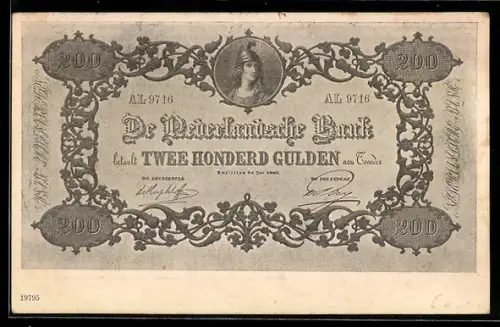 200 200
AL 9716 AL 9716
De Nederlandsche Bank
betaalt TWEE HONDERD GULDEN aan Toonder
DE SECRETARIS DE PRESIDENT
200 200
19795